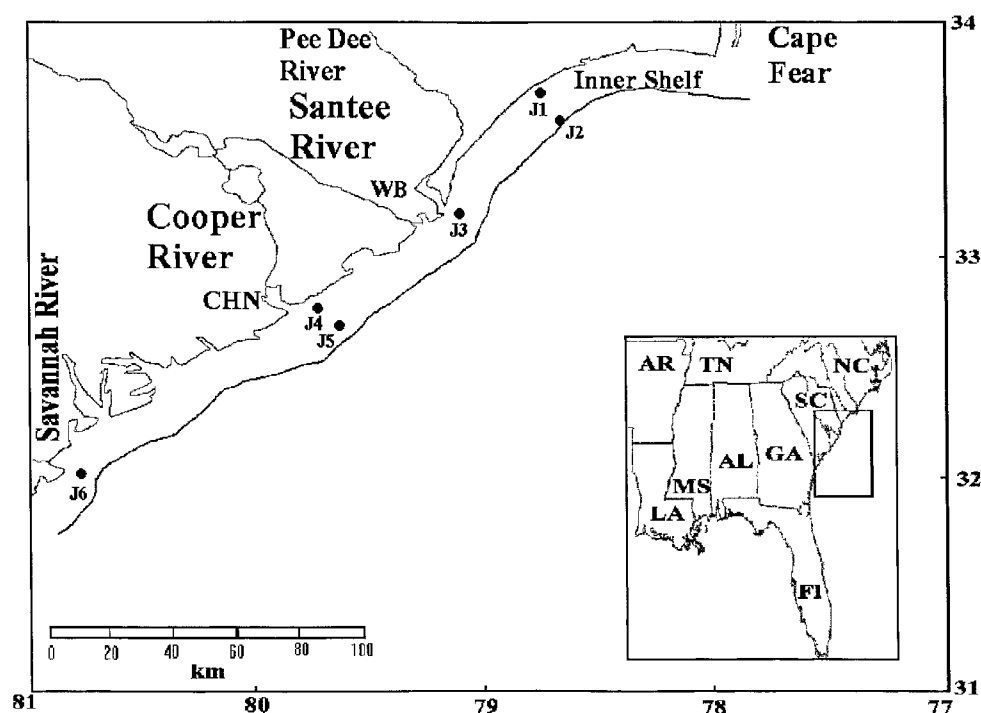 34
Pee Dee
River
Cape
Fear
Inner Shelf
Santee
River
J1
J2
WB
J3
Cooper
River
33
Savannah River
CHN
J4
J5
AR
TN
NC
SC
AL
GA
MS
LA
FI
J6
32
0 20 40 60 80 100
km
31
81 80 79 78 77